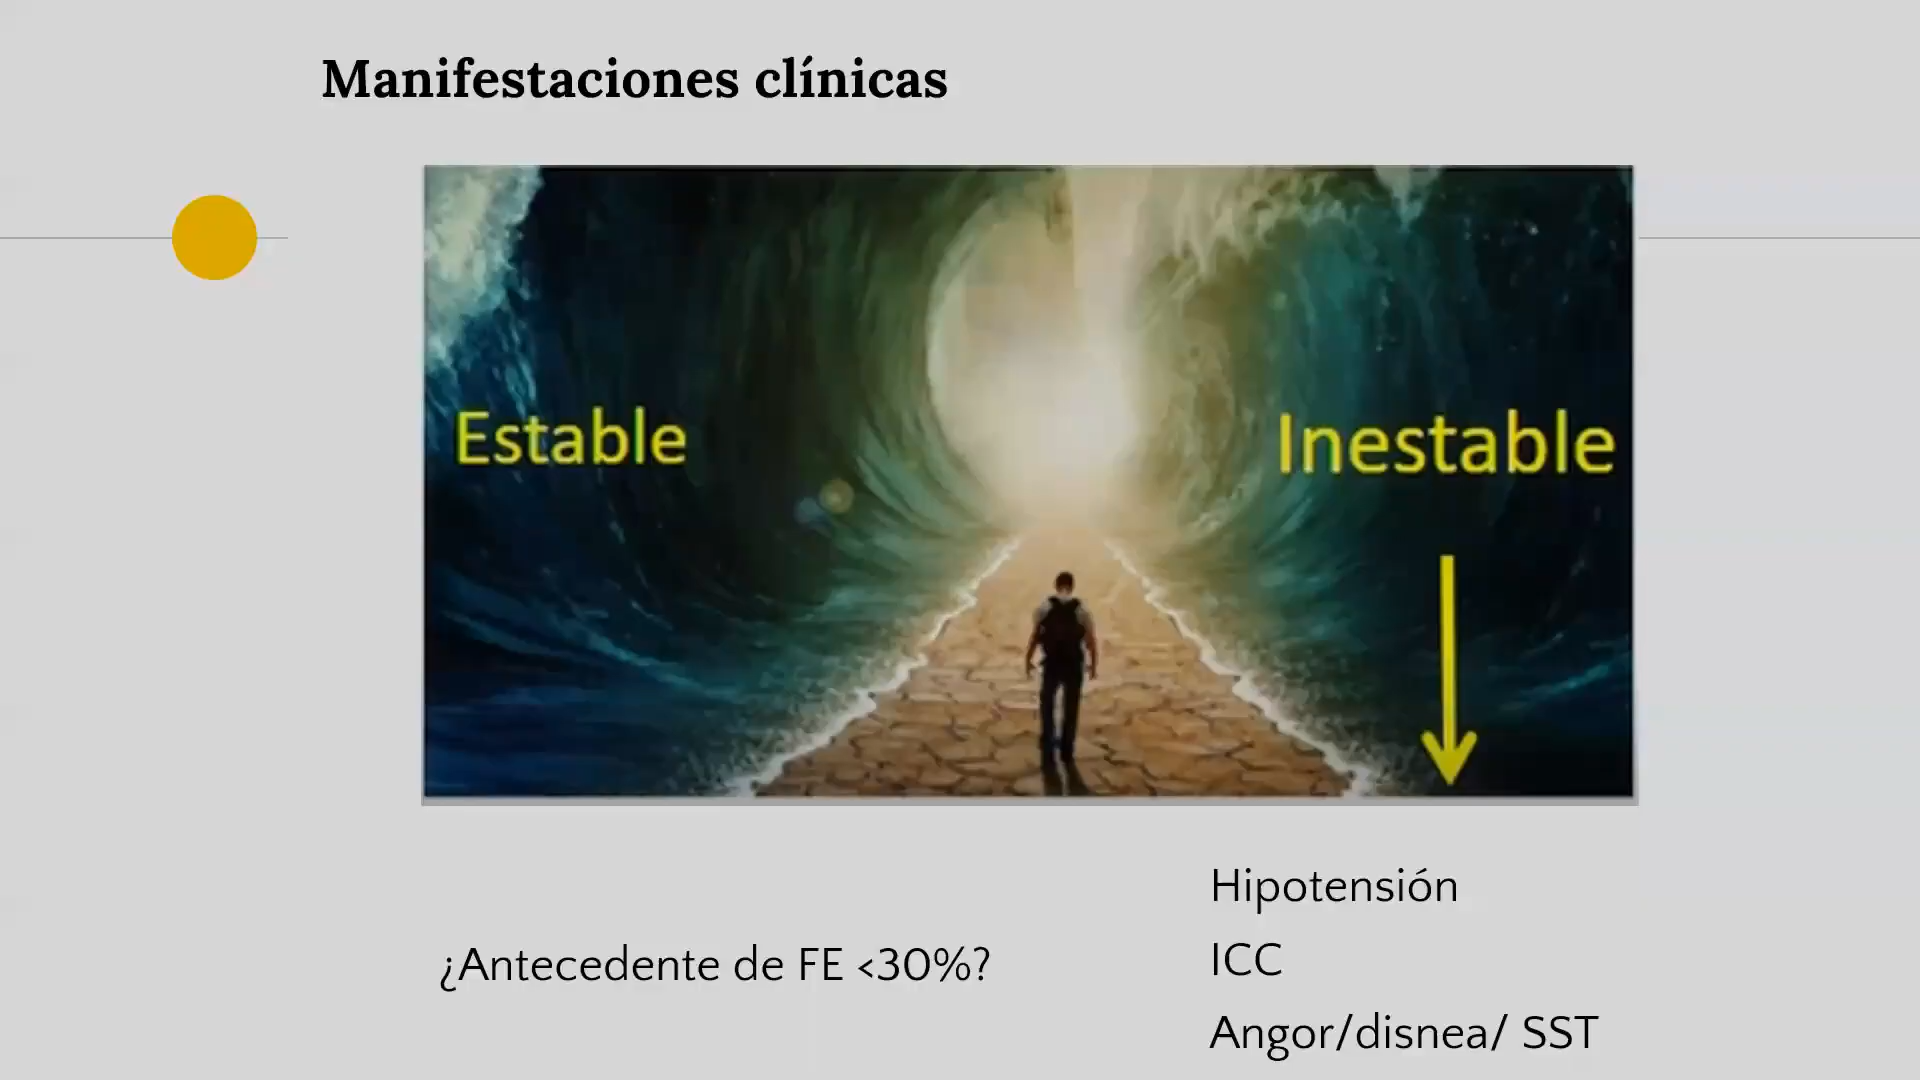 Manifestaciones clínicas
Estable
Inestable
¿Antecedente de FE <30%?
Hipotensión
ICC
Angor/disnea/ SST